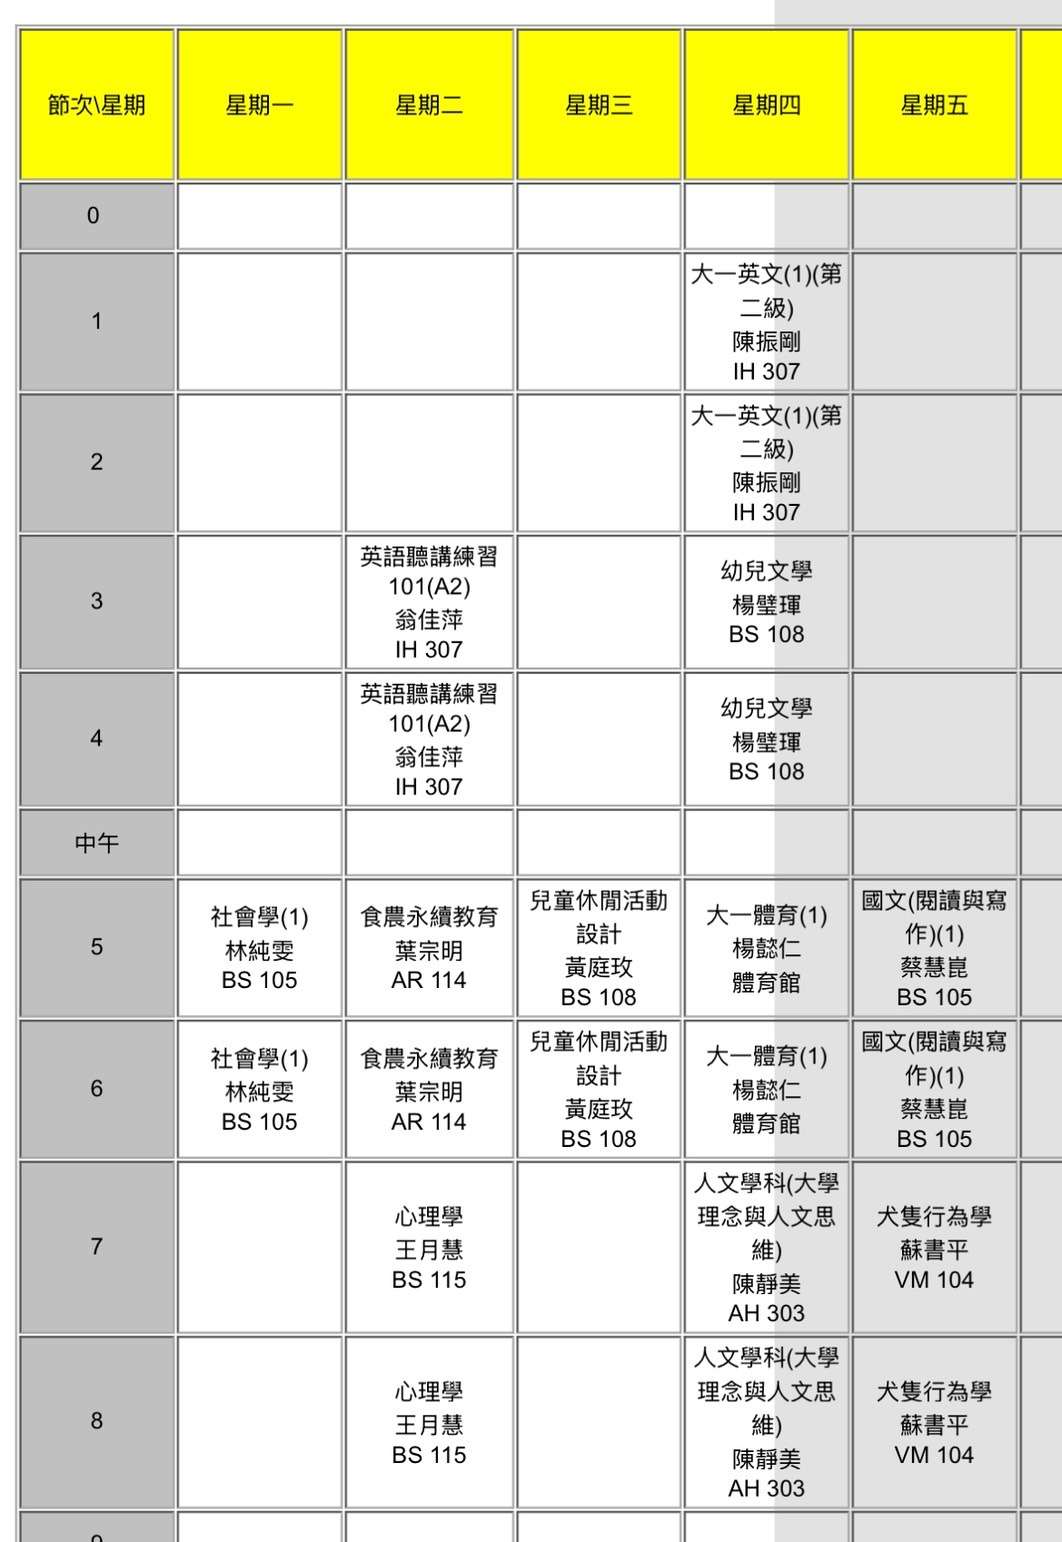 節次\星期 星期一 星期二 星期三 星期四 星期五
0
1
大一英文(1)(第
二級)
陳振剛
IH 307
2
大一英文(1)(第
二級)
陳振剛
IH 307
3
英語聽講練習
101(A2)
翁佳萍
IH 307
幼兒文學
楊璧琿
BS 108
4
英語聽講練習
101(A2)
翁佳萍
IH 307
幼兒文學
楊璧琿
BS 108
中午
5
社會學(1)
林純雯
BS 105
食農永續教育
葉宗明
AR 114
兒童休閒活動
設計
黃庭玫
BS 108
大一體育(1)
楊懿仁
體育館
國文(閱讀與寫
作)(1)
蔡慧崑
BS 105
6
社會學(1)
林純雯
BS 105
食農永續教育
葉宗明
AR 114
兒童休閒活動
設計
黃庭玫
BS 108
大一體育(1)
楊懿仁
體育館
國文(閱讀與寫
作)(1)
蔡慧崑
BS 105
7
心理學
王月慧
BS 115
人文學科(大學
理念與人文思
維)
陳靜美
AH 303
犬隻行為學
蘇書平
VM 104
8
心理學
王月慧
BS 115
人文學科(大學
理念與人文思
維)
陳靜美
AH 303
犬隻行為學
蘇書平
VM 104